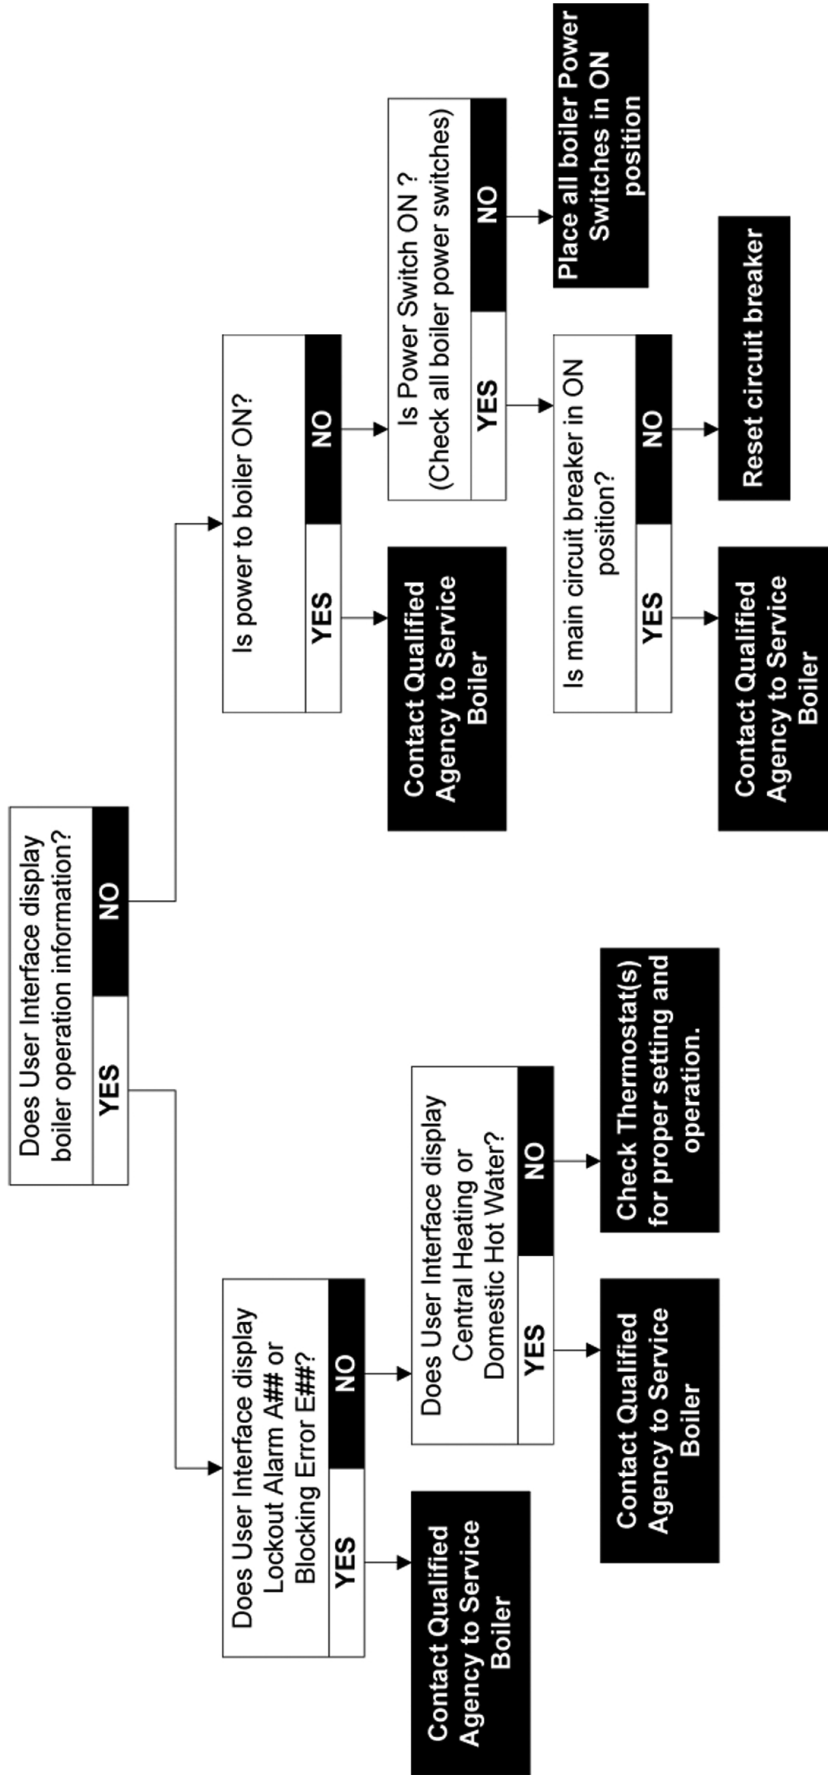 Does User Interface display
boiler operation information?
YES
NO
Does User Interface display
Lockout Alarm A## or
Blocking Error E##?
YES
NO
Is power to boiler ON?
YES
NO
Contact Qualified
Agency to Service
Boiler
Does User Interface display
Central Heating or
Domestic Hot Water?
YES
NO
Contact Qualified
Agency to Service
Boiler
Is Power Switch ON ?
(Check all boiler power switches)
YES
NO
Contact Qualified
Agency to Service
Boiler
Check Thermostat(s)
for proper setting and
operation.
Is main circuit breaker in ON
position?
YES
NO
Place all boiler Power
Switches in ON
position
Contact Qualified
Agency to Service
Boiler
Reset circuit breaker